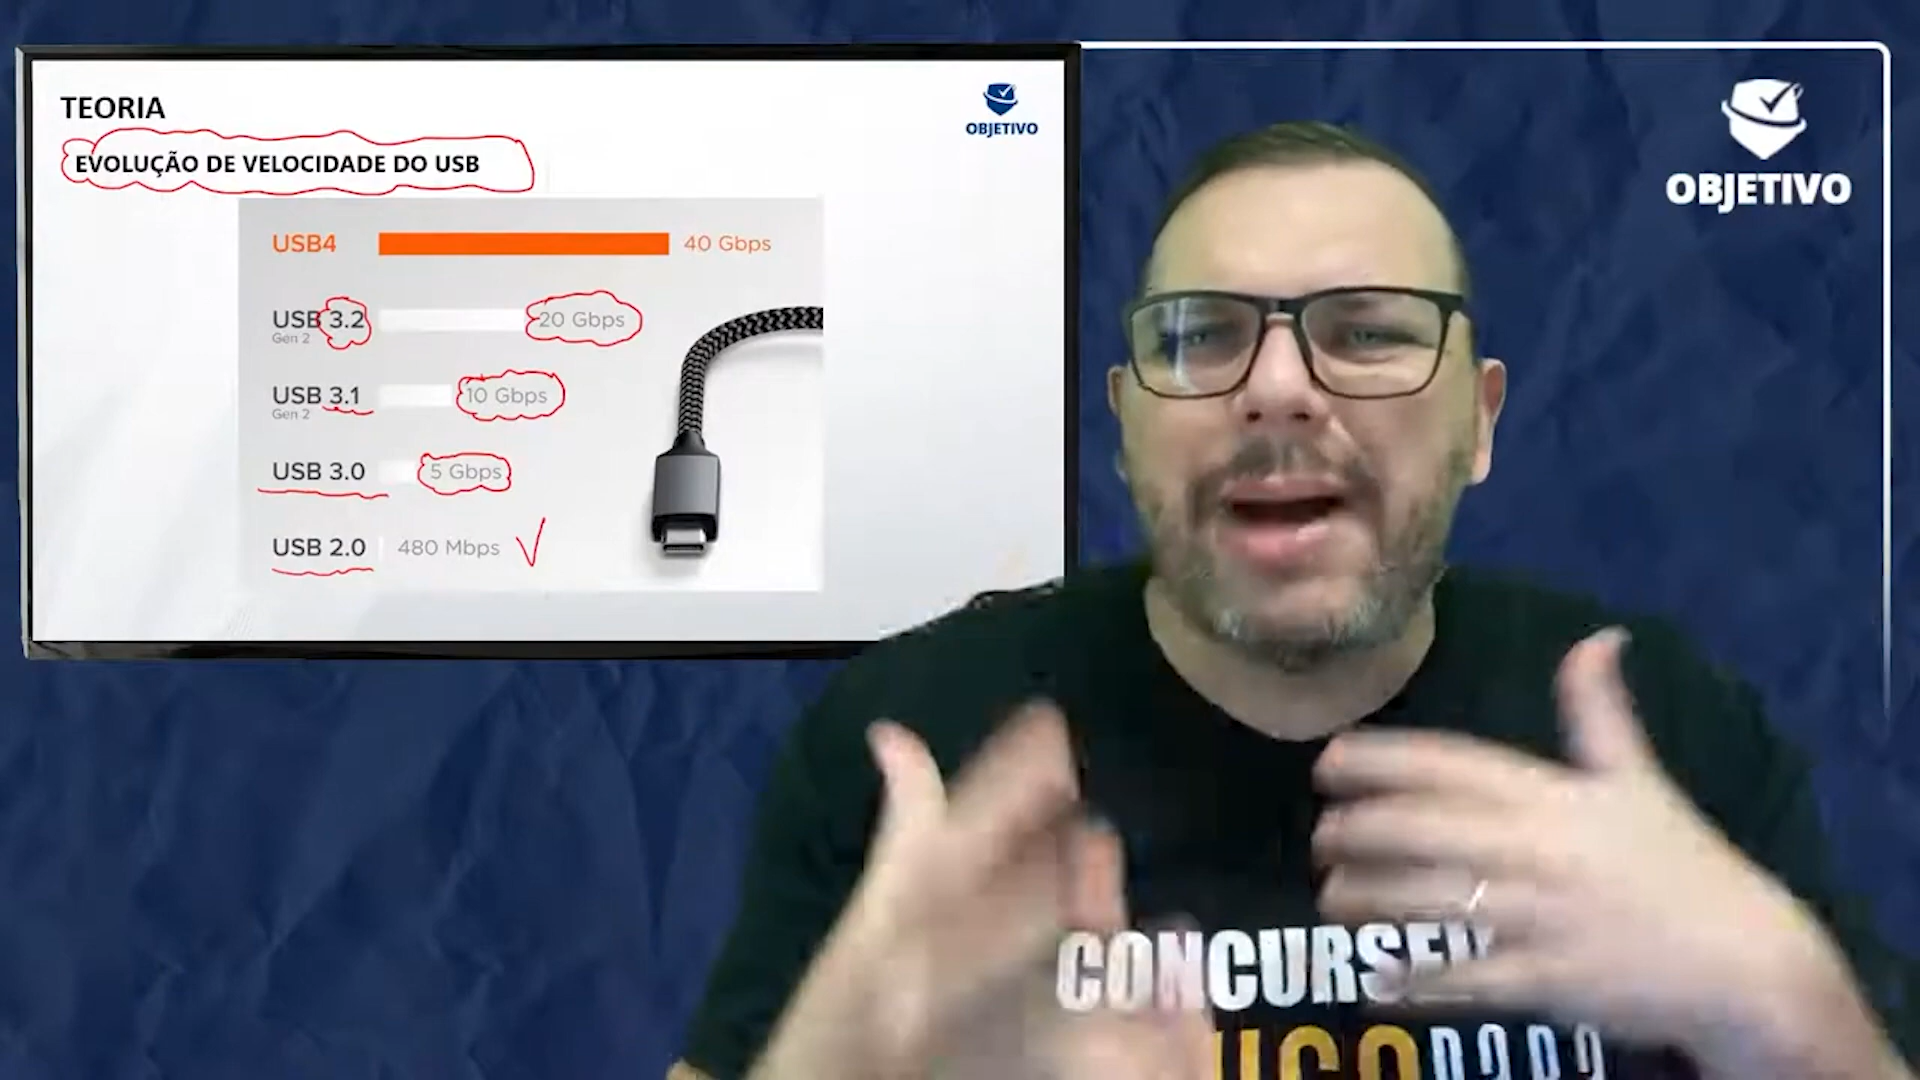 TEORIA
EVOLUÇÃO DE VELOCIDADE DO USB
OBJETIVO
USB4 40 Gbps
USB 3.2 20 Gbps
Gen 2
USB 3.1 10 Gbps
Gen 2
USB 3.0 5 Gbps
USB 2.0 480 Mbps
OBJETIVO